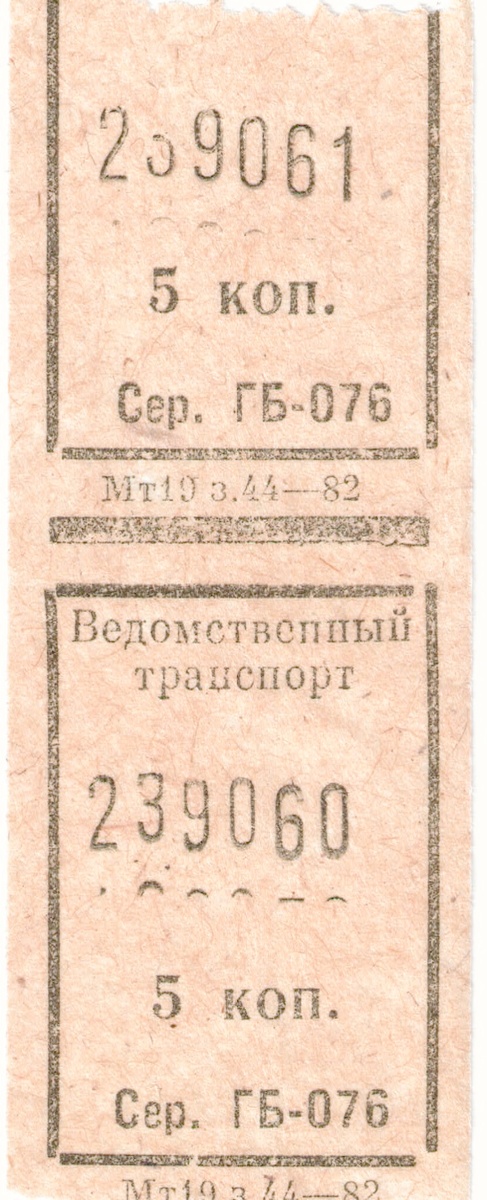 239061
5 коп.
Сер. ГБ-076
Мт19 з.44—82
Ведомственный
транспорт
239060
5 коп.
Сер. ГБ-076
Мт19 з.44—82